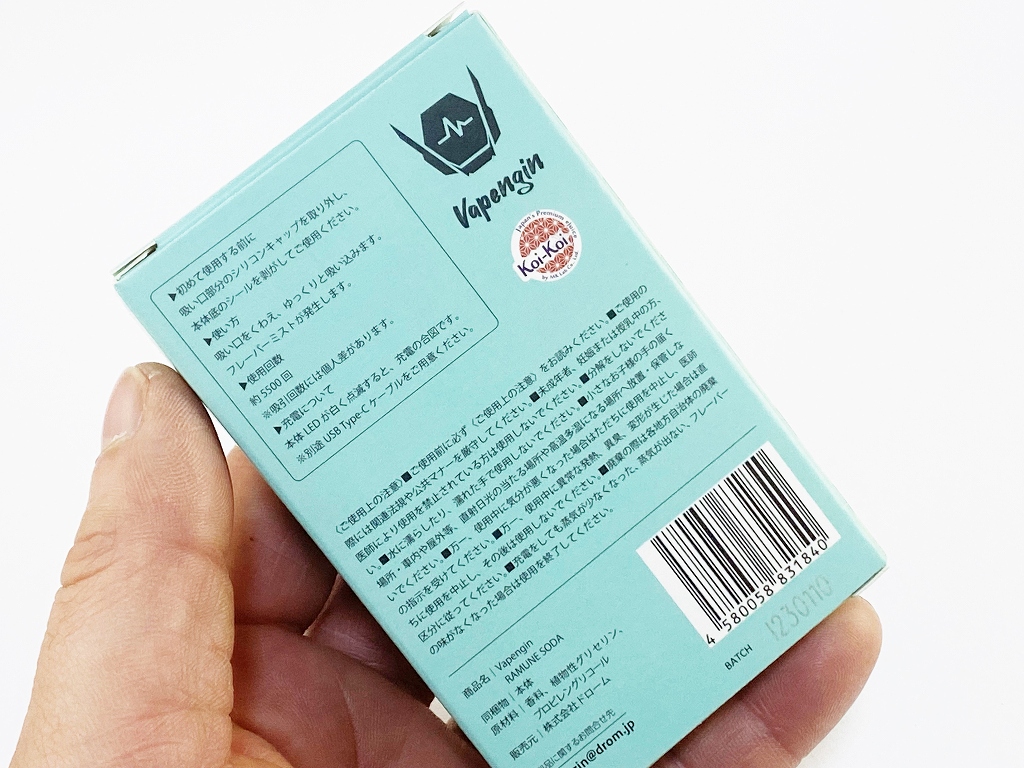 Vapengin
Japan's Premium eJuice
Koi-Koi
by MK Lab Co., Ltd.
▶初めて使用する前に
吸い口部分のシリコンキャップを取り外し、
本体底のシールを剥がしてご使用ください。
▶使い方
吸い口をくわえ、ゆっくりと吸い込みます。
フレーバーミストが発生します。
▶使用回数
約5500回
※吸引回数には個人差があります。
▶充電について
本体LEDが白く点滅すると、充電の合図です。
※別途USB Type-Cケーブルをご用意ください。
〈ご使用上の注意〉■ご使用前に必ず〈ご使用上の注意〉をお読みください。■ご使用の
際には関連法規や公共マナーを厳守してください。■未成年者、妊娠または授乳中の方、
医師により使用を禁止されている方は使用しないでください。■分解をしないでくださ
い。■水に濡らしたり、濡れた手で使用しないでください。■小さなお子様の手の届く
場所・車内や屋外等、直射日光の当たる場所や高温多湿になる場所へ放置・保管しな
いでください。■万一、使用中に気分が悪くなった場合はただちに使用を中止し、医師
の指示を受けてください。■万一、使用中に異常な発熱、異臭、変形が生じた場合は直
ちに使用を中止し、その後は使用しないでください。■廃棄の際は各地方自治体の廃棄
区分に従ってください。■充電をしても蒸気が少なくなった、蒸気が出ない、フレーバー
の味がなくなった場合は使用を終了してください。
商品名｜Vapengin
RAMUNE SODA
同梱物｜本体
原材料｜香料、植物性グリセリン、
プロピレングリコール
販売元｜株式会社ドローム
品に関するお問合せ先
gin@drom.jp
4 580058 831840
BATCH
1230110